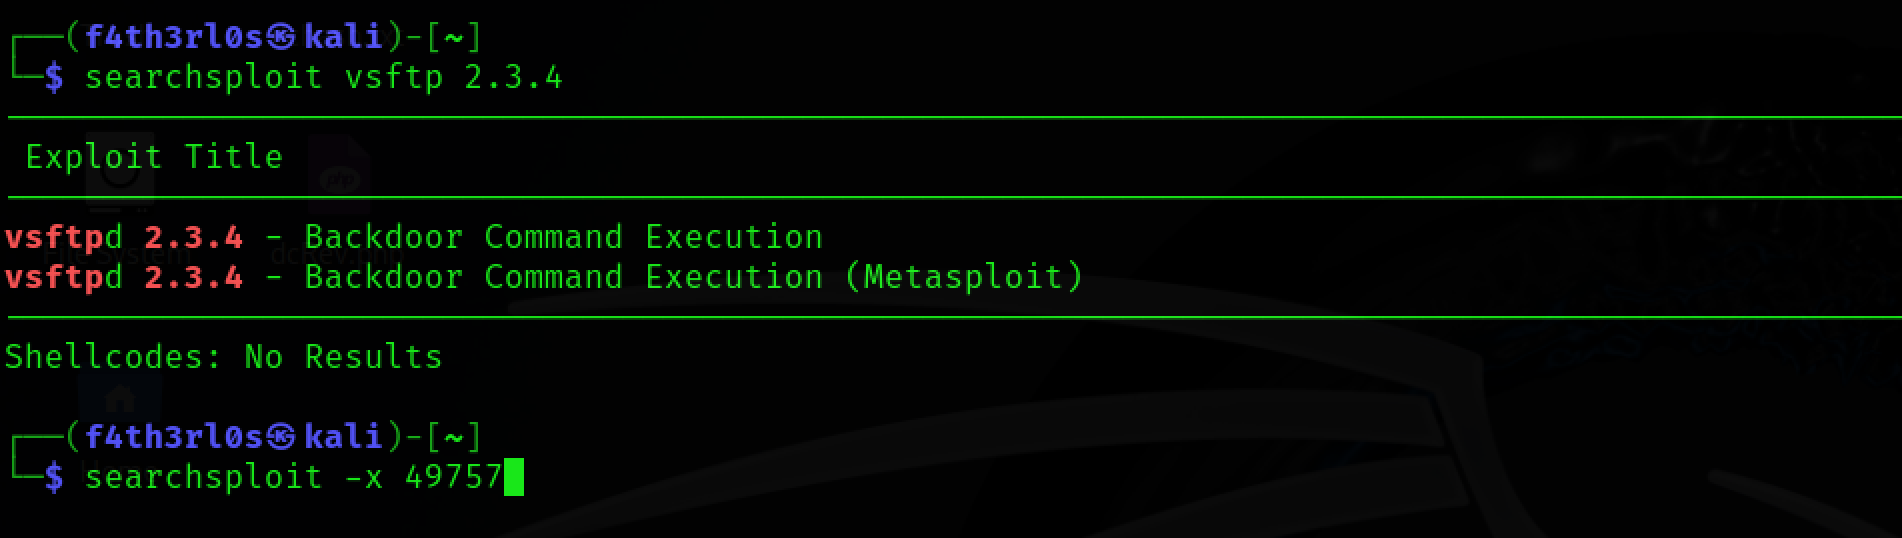 ┌──(f4th3rl0s㉿kali)-[~]
└─$ searchsploit vsftp 2.3.4
Exploit Title
vsftpd 2.3.4 - Backdoor Command Execution
vsftpd 2.3.4 - Backdoor Command Execution (Metasploit)
Shellcodes: No Results
┌──(f4th3rl0s㉿kali)-[~]
└─$ searchsploit -x 49757